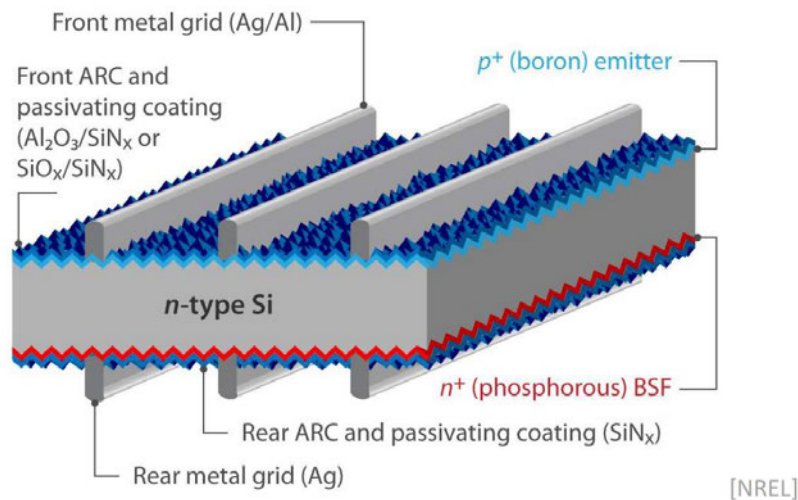 Front metal grid (Ag/Al)
p⁺ (boron) emitter
Front ARC and
passivating coating
(Al₂O₃/SiNₓ or
SiOₓ/SiNₓ)
n-type Si
n⁺ (phosphorous) BSF
Rear ARC and passivating coating (SiNₓ)
Rear metal grid (Ag)
[NREL]